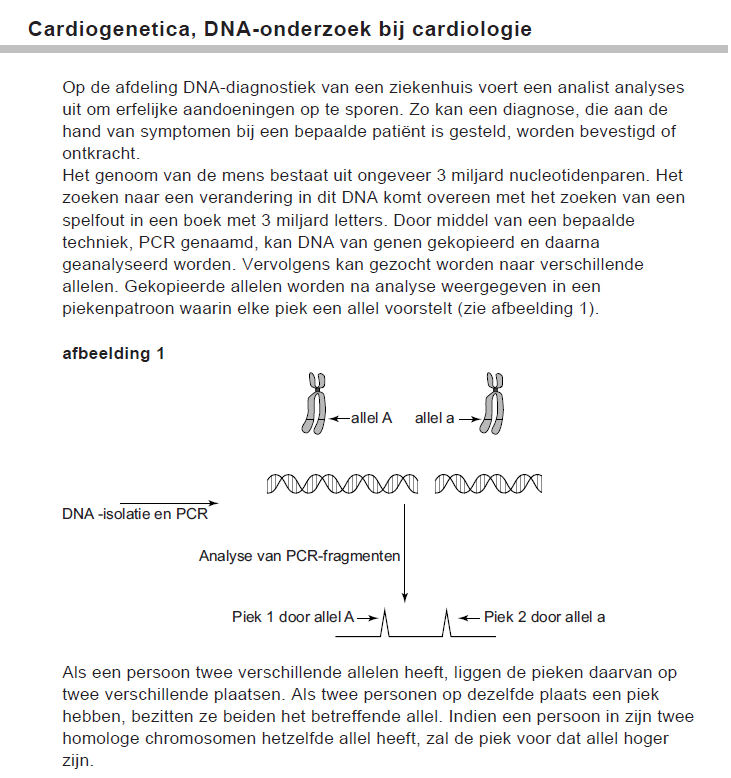 Cardiogenetica, DNA-onderzoek bij cardiologie
Op de afdeling DNA-diagnostiek van een ziekenhuis voert een analist analyses
uit om erfelijke aandoeningen op te sporen. Zo kan een diagnose, die aan de
hand van symptomen bij een bepaalde patiënt is gesteld, worden bevestigd of
ontkracht.
Het genoom van de mens bestaat uit ongeveer 3 miljard nucleotidenparen. Het
zoeken naar een verandering in dit DNA komt overeen met het zoeken van een
spelfout in een boek met 3 miljard letters. Door middel van een bepaalde
techniek, PCR genaamd, kan DNA van genen gekopieerd en daarna
geanalyseerd worden. Vervolgens kan gezocht worden naar verschillende
allelen. Gekopieerde allelen worden na analyse weergegeven in een
piekenpatroon waarin elke piek een allel voorstelt (zie afbeelding 1).
afbeelding 1
allel A allel a
DNA -isolatie en PCR
Analyse van PCR-fragmenten
Piek 1 door allel A Piek 2 door allel a
Als een persoon twee verschillende allelen heeft, liggen de pieken daarvan op
twee verschillende plaatsen. Als twee personen op dezelfde plaats een piek
hebben, bezitten ze beiden het betreffende allel. Indien een persoon in zijn twee
homologe chromosomen hetzelfde allel heeft, zal de piek voor dat allel hoger
zijn.